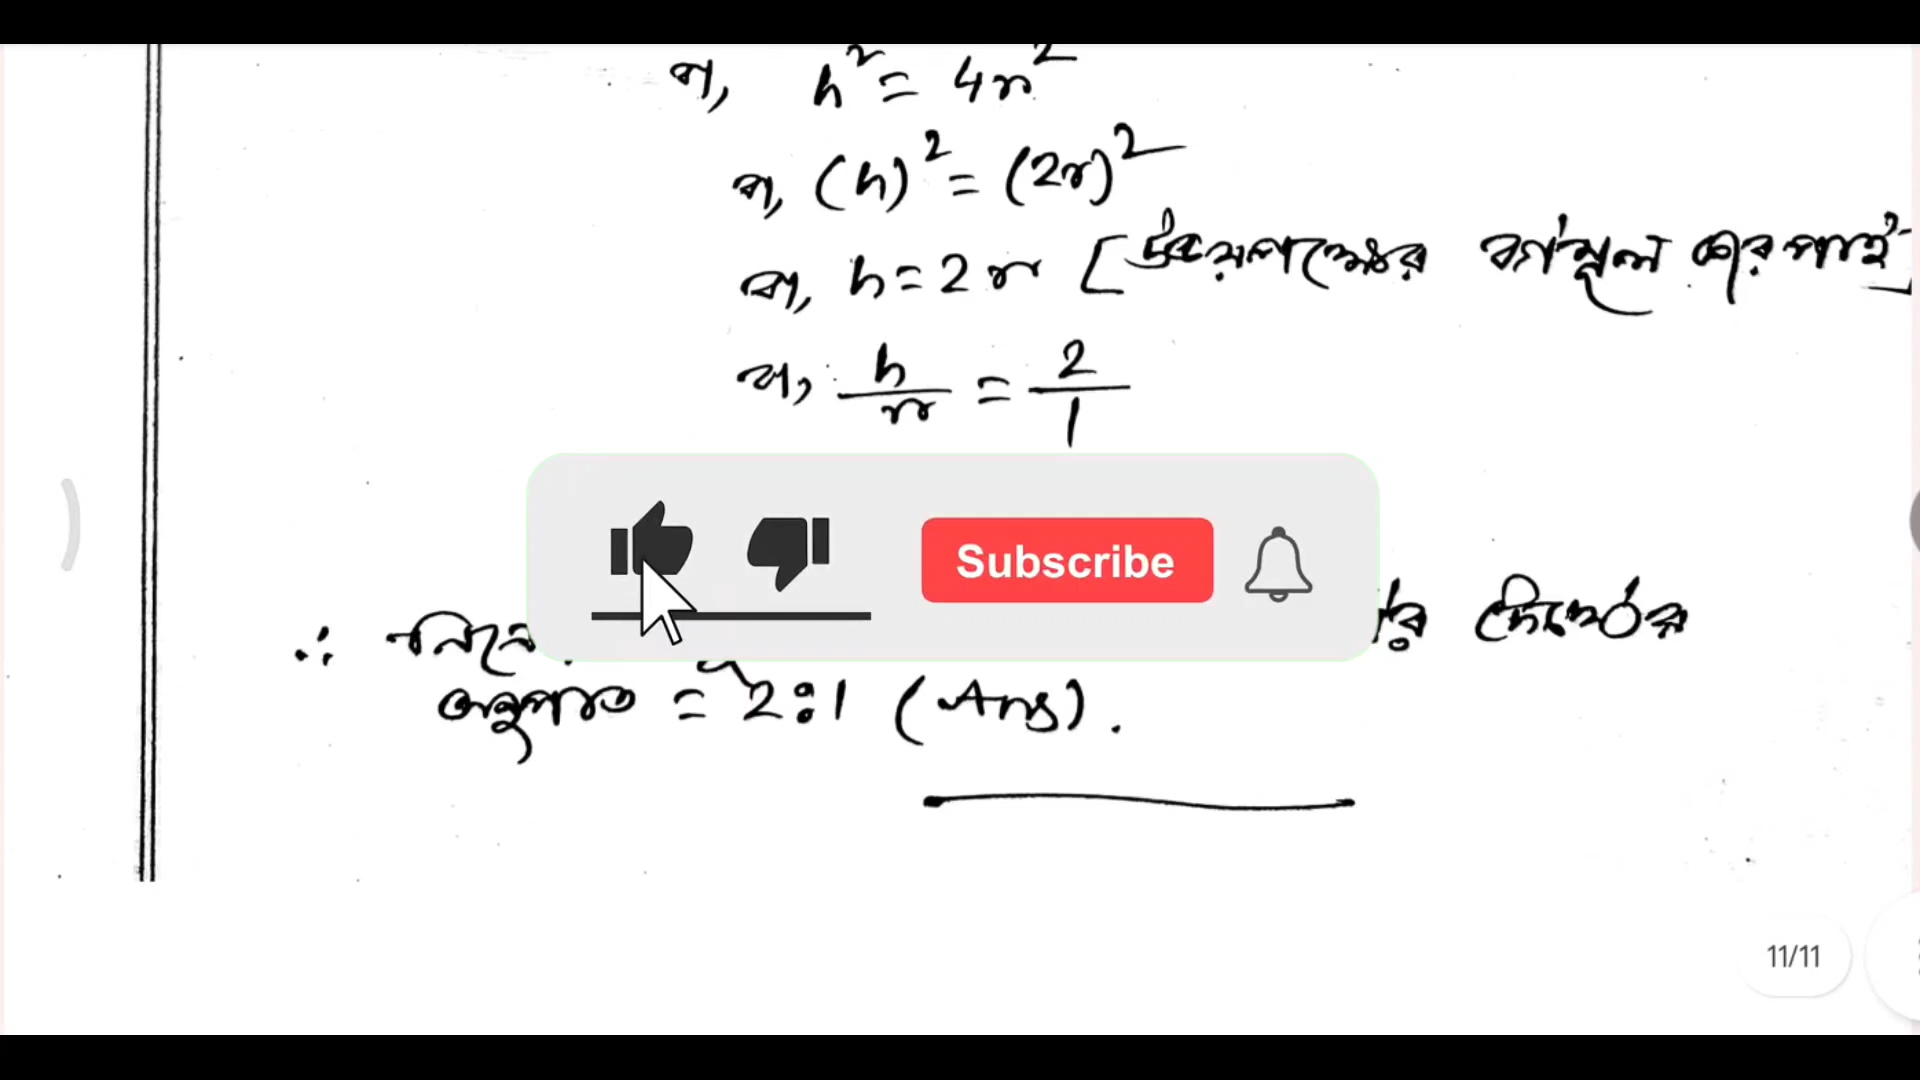 বা, h² = 4r²
বা, (h)² = (2r)²
বা, h = 2r [উভয়পক্ষের বর্গমূল করে পাই]
বা, h/r = 2/1
Subscribe
∴ দৈর্ঘ্যের
অনুপাত = 2:1 (Ans).
11/11